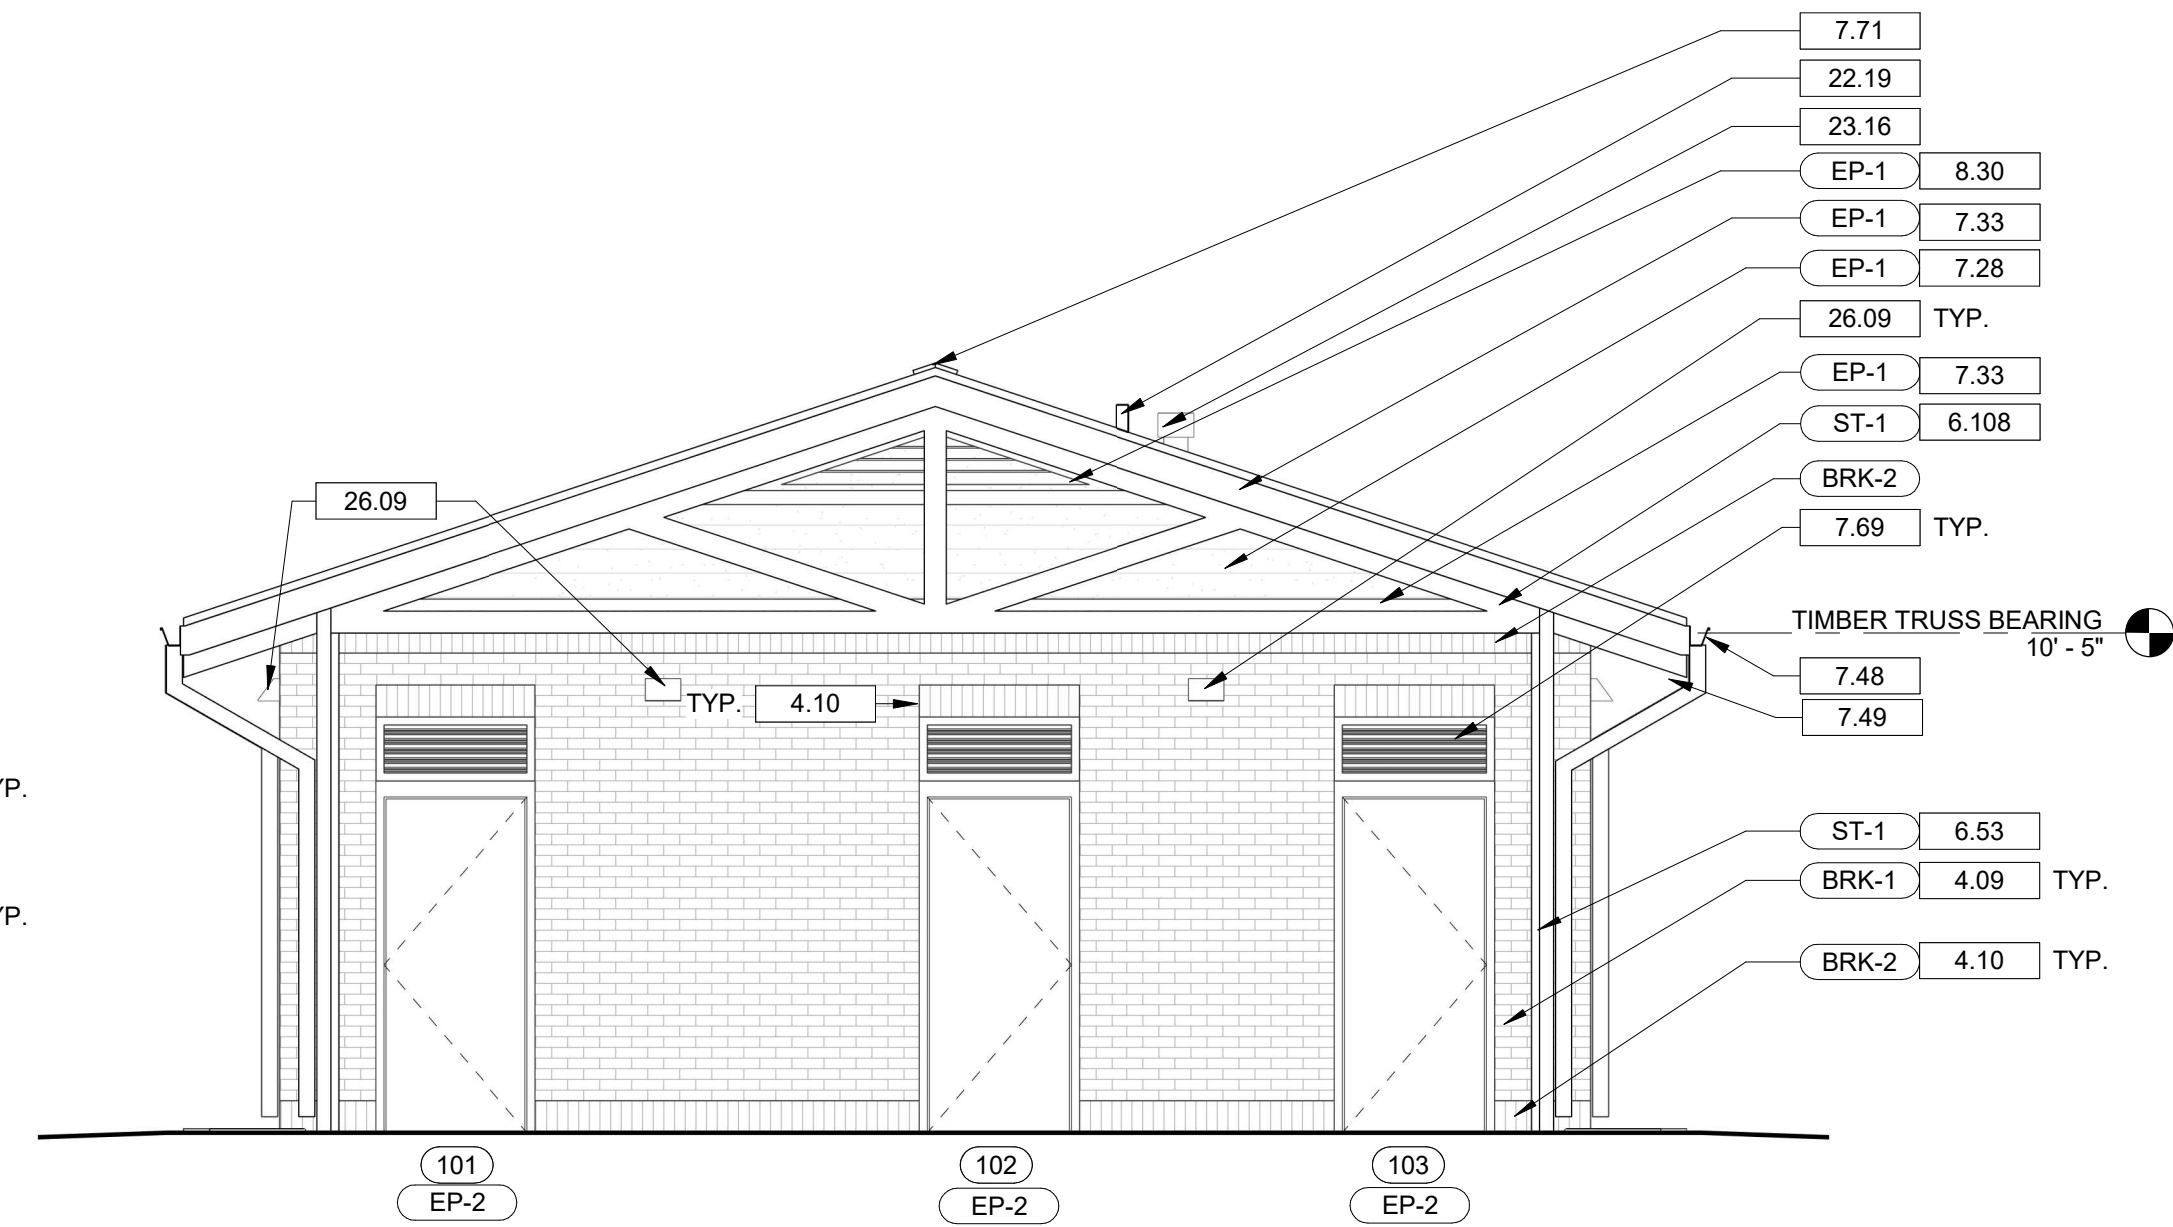 7.71
22.19
23.16
EP-1 8.30
EP-1 7.33
EP-1 7.28
26.09 TYP.
EP-1 7.33
ST-1 6.108
BRK-2
26.09
7.69 TYP.
TIMBER TRUSS BEARING
10' - 5"
7.48
TYP. 4.10
7.49
YP.
ST-1 6.53
BRK-1 4.09 TYP.
YP.
BRK-2 4.10 TYP.
101 102 103
EP-2 EP-2 EP-2